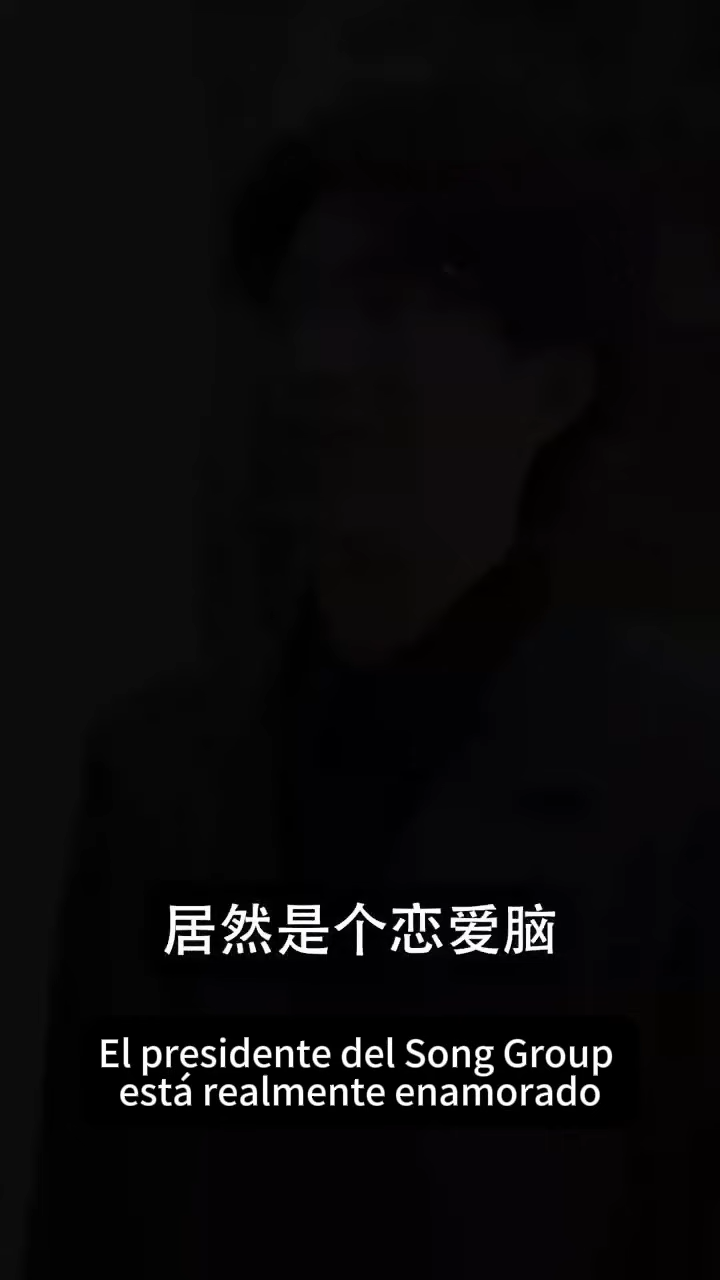 居然是个恋爱脑
El presidente del Song Group
está realmente enamorado